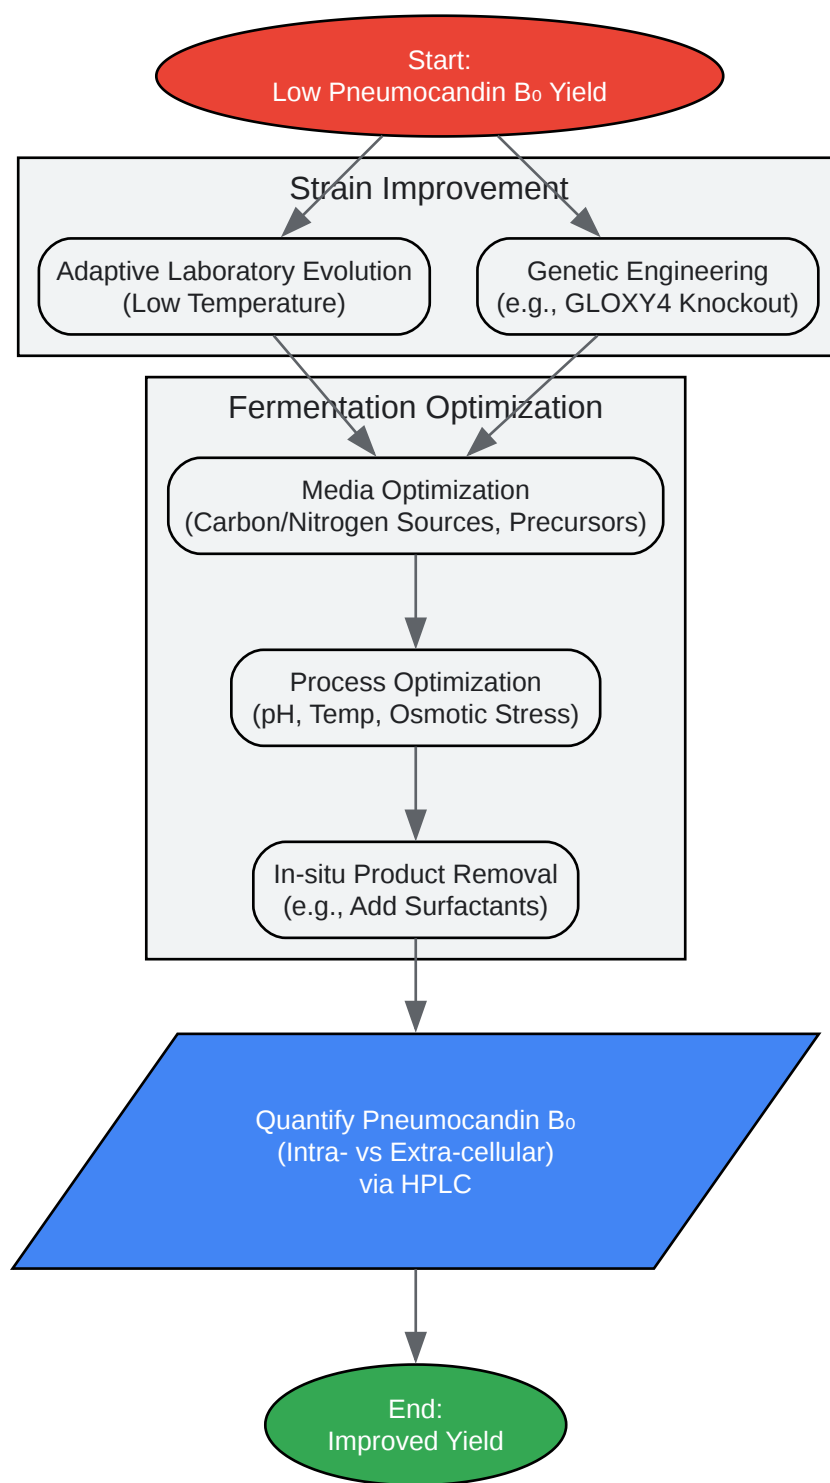 Start:
Low Pneumocandin B₀ Yield
Strain Improvement
Adaptive Laboratory Evolution
(Low Temperature)
Genetic Engineering
(e.g., GLOXY4 Knockout)
Fermentation Optimization
Media Optimization
(Carbon/Nitrogen Sources, Precursors)
Process Optimization
(pH, Temp, Osmotic Stress)
In-situ Product Removal
(e.g., Add Surfactants)
Quantify Pneumocandin B₀
(Intra- vs Extra-cellular)
via HPLC
End:
Improved Yield